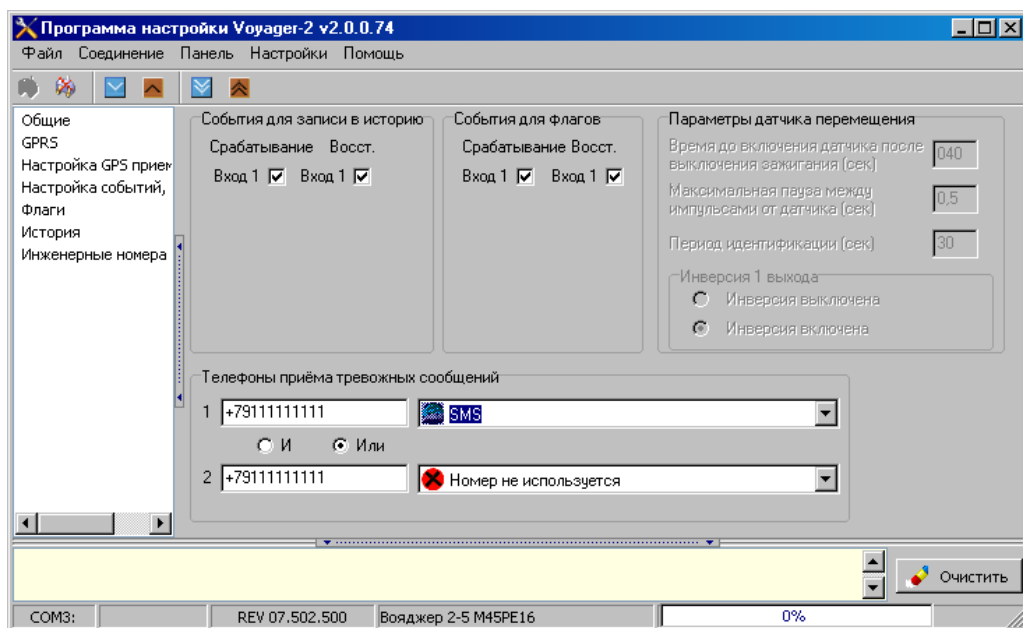 Программа настройки Voyager-2 v2.0.0.74
Файл Соединение Панель Настройки Помощь
Общие
GPRS
Настройка GPS прием
Настройка событий,
Флаги
История
Инженерные номера
События для записи в историю
Срабатывание Восст.
Вход 1 Вход 1
События для флагов
Срабатывание Восст.
Вход 1 Вход 1
Параметры датчика перемещения
Время до включения датчика после
выключения зажигания (сек)
040
Максимальная пауза между
импульсами от датчика (сек)
0,5
Период идентификации (сек)
30
Инверсия 1 выхода
Инверсия выключена
Инверсия включена
Телефоны приёма тревожных сообщений
1 +79111111111 SMS
И Или
2 +79111111111 Номер не используется
Очистить
COM3: REV 07.502.500 Вояджер 2-5 M45PE16 0%